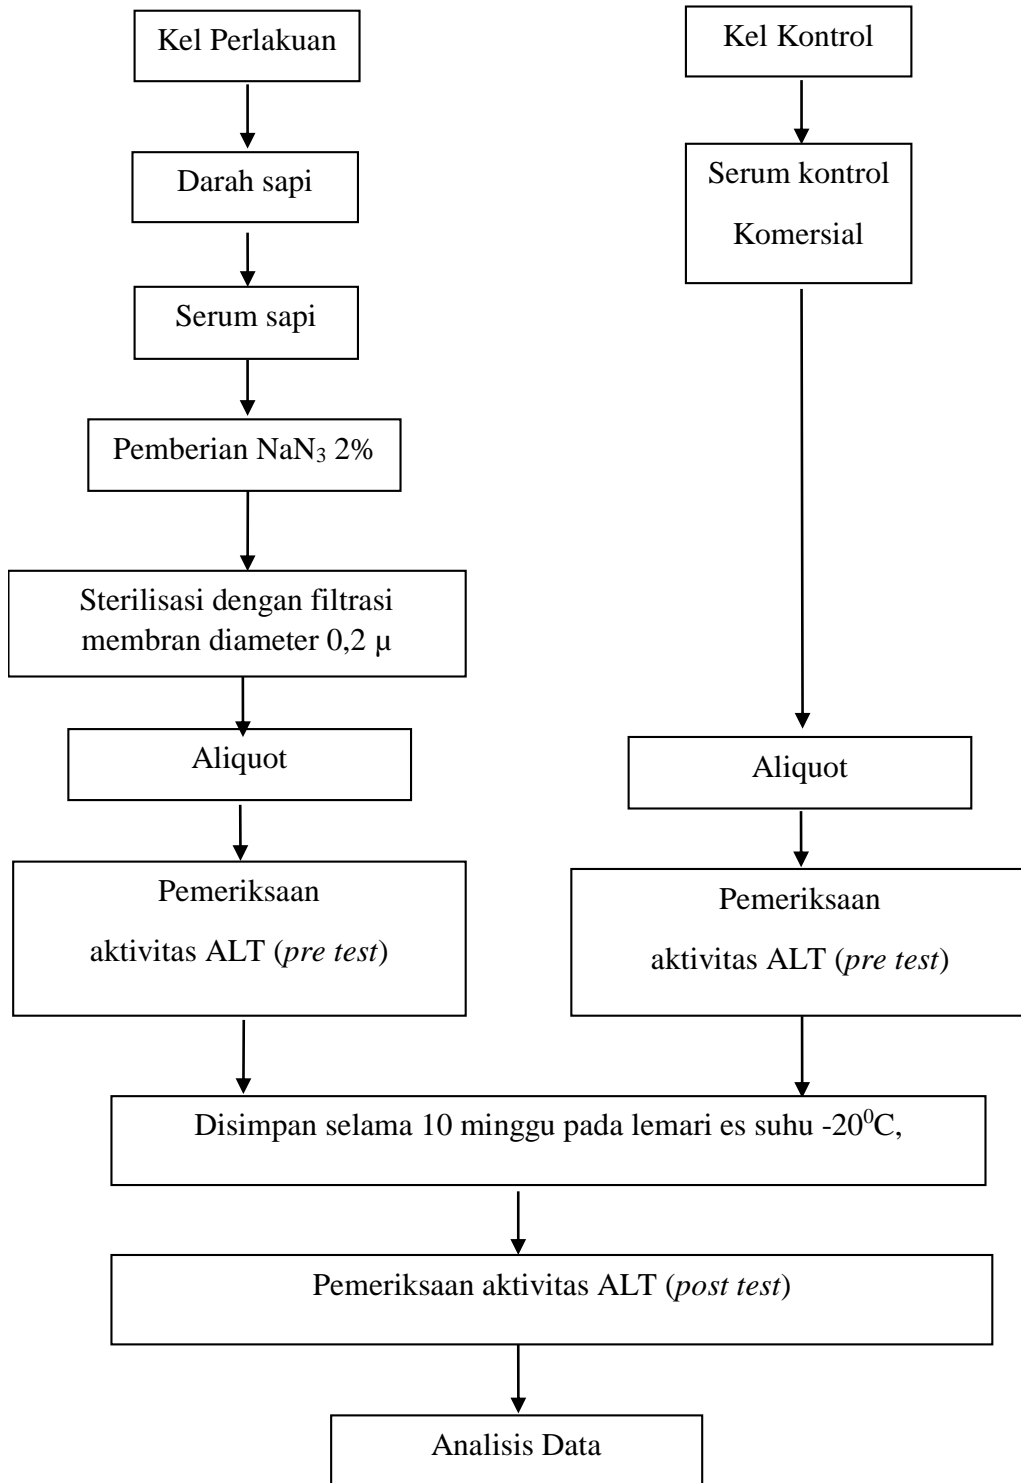 Kel Perlakuan
Kel Kontrol
Darah sapi
Serum kontrol
Komersial
Serum sapi
Pemberian NaN₃ 2%
Sterilisasi dengan filtrasi
membran diameter 0,2 µ
Aliquot
Aliquot
Pemeriksaan
aktivitas ALT (pre test)
Pemeriksaan
aktivitas ALT (pre test)
Disimpan selama 10 minggu pada lemari es suhu -20⁰C,
Pemeriksaan aktivitas ALT (post test)
Analisis Data